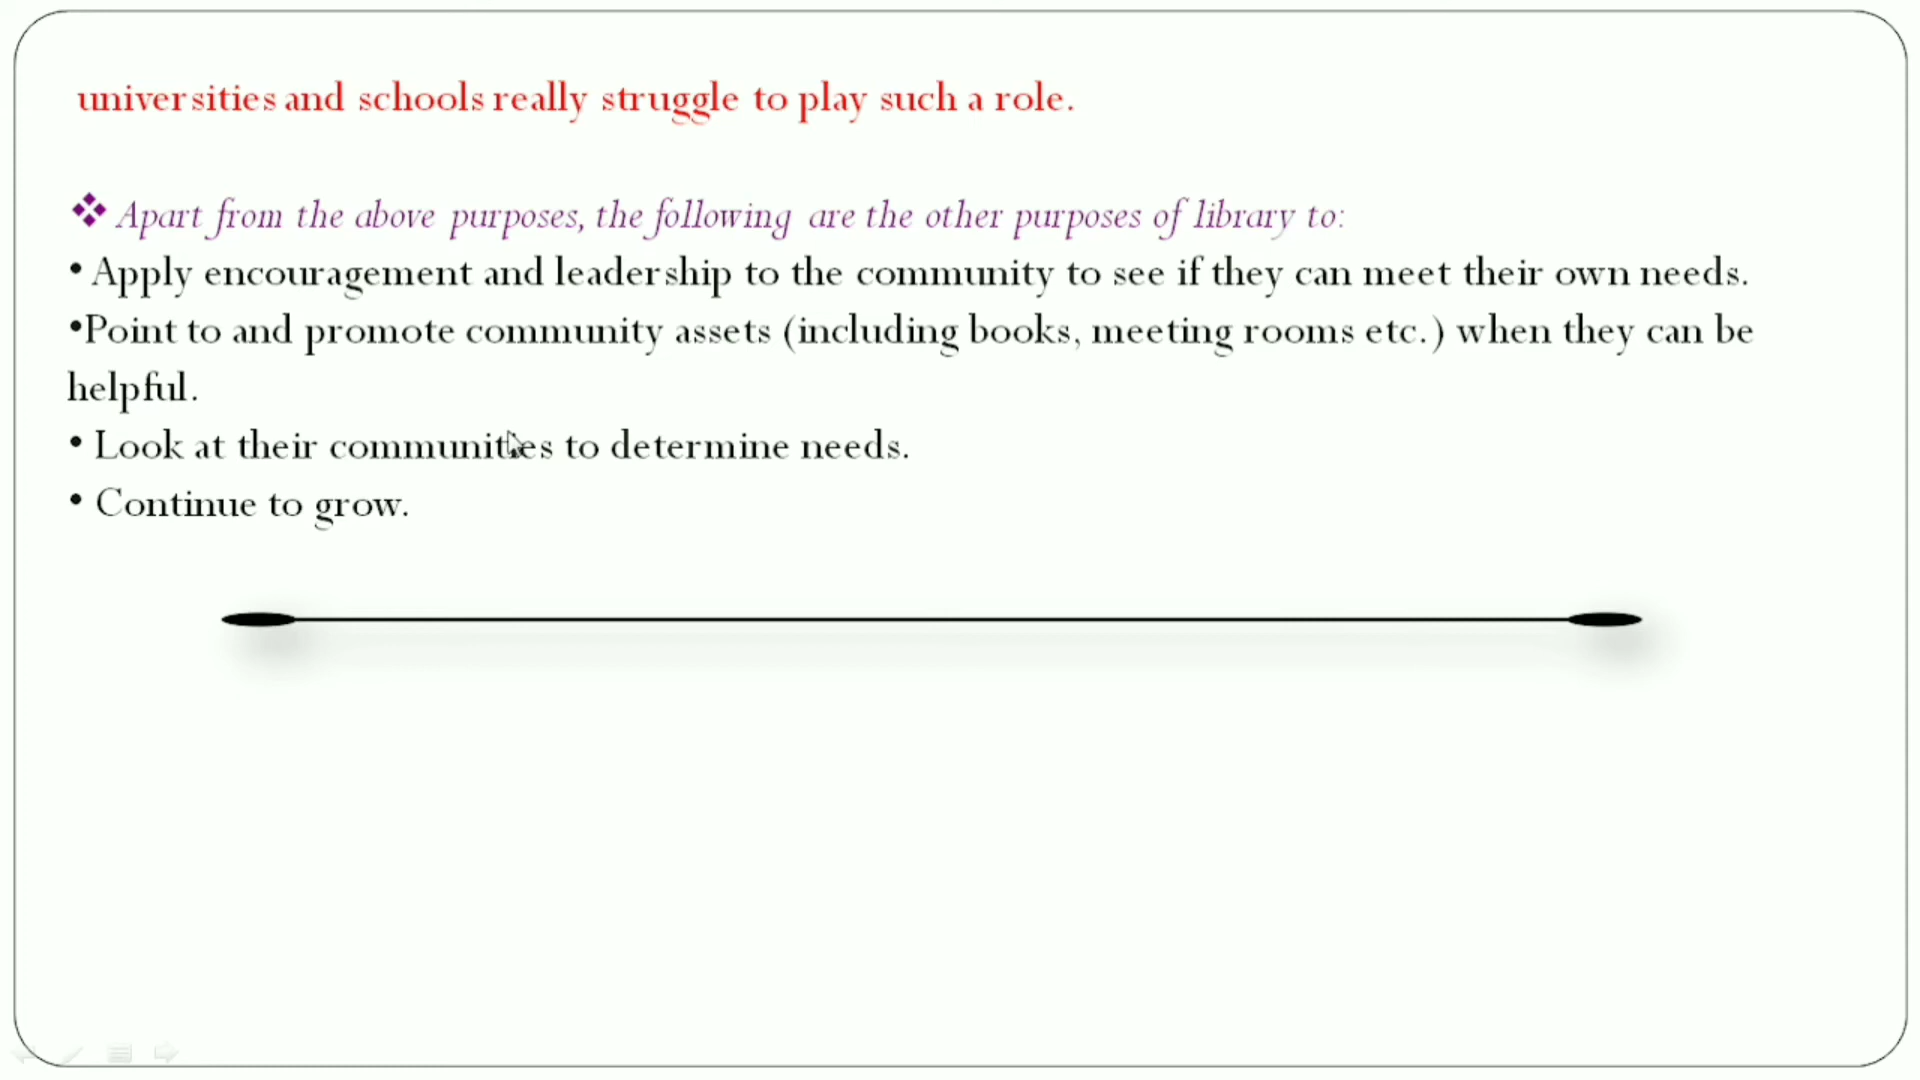 universities and schools really struggle to play such a role.
❖ Apart from the above purposes, the following are the other purposes of library to:
• Apply encouragement and leadership to the community to see if they can meet their own needs.
•Point to and promote community assets (including books, meeting rooms etc.) when they can be
helpful.
• Look at their communities to determine needs.
• Continue to grow.